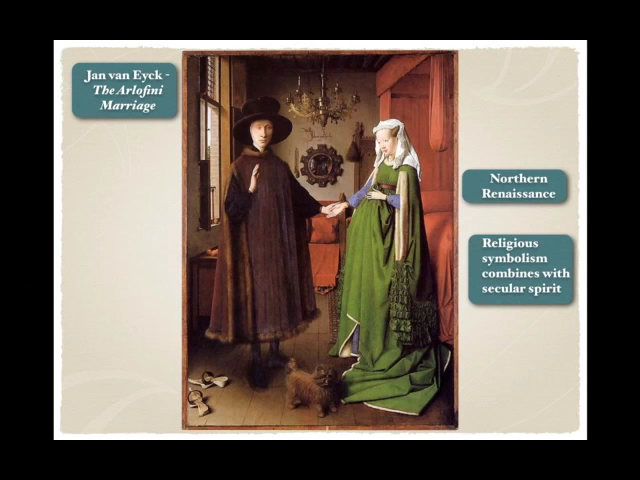 Jan van Eyck -
The Arlofini
Marriage
Northern
Renaissance
Religious
symbolism
combines with
secular spirit